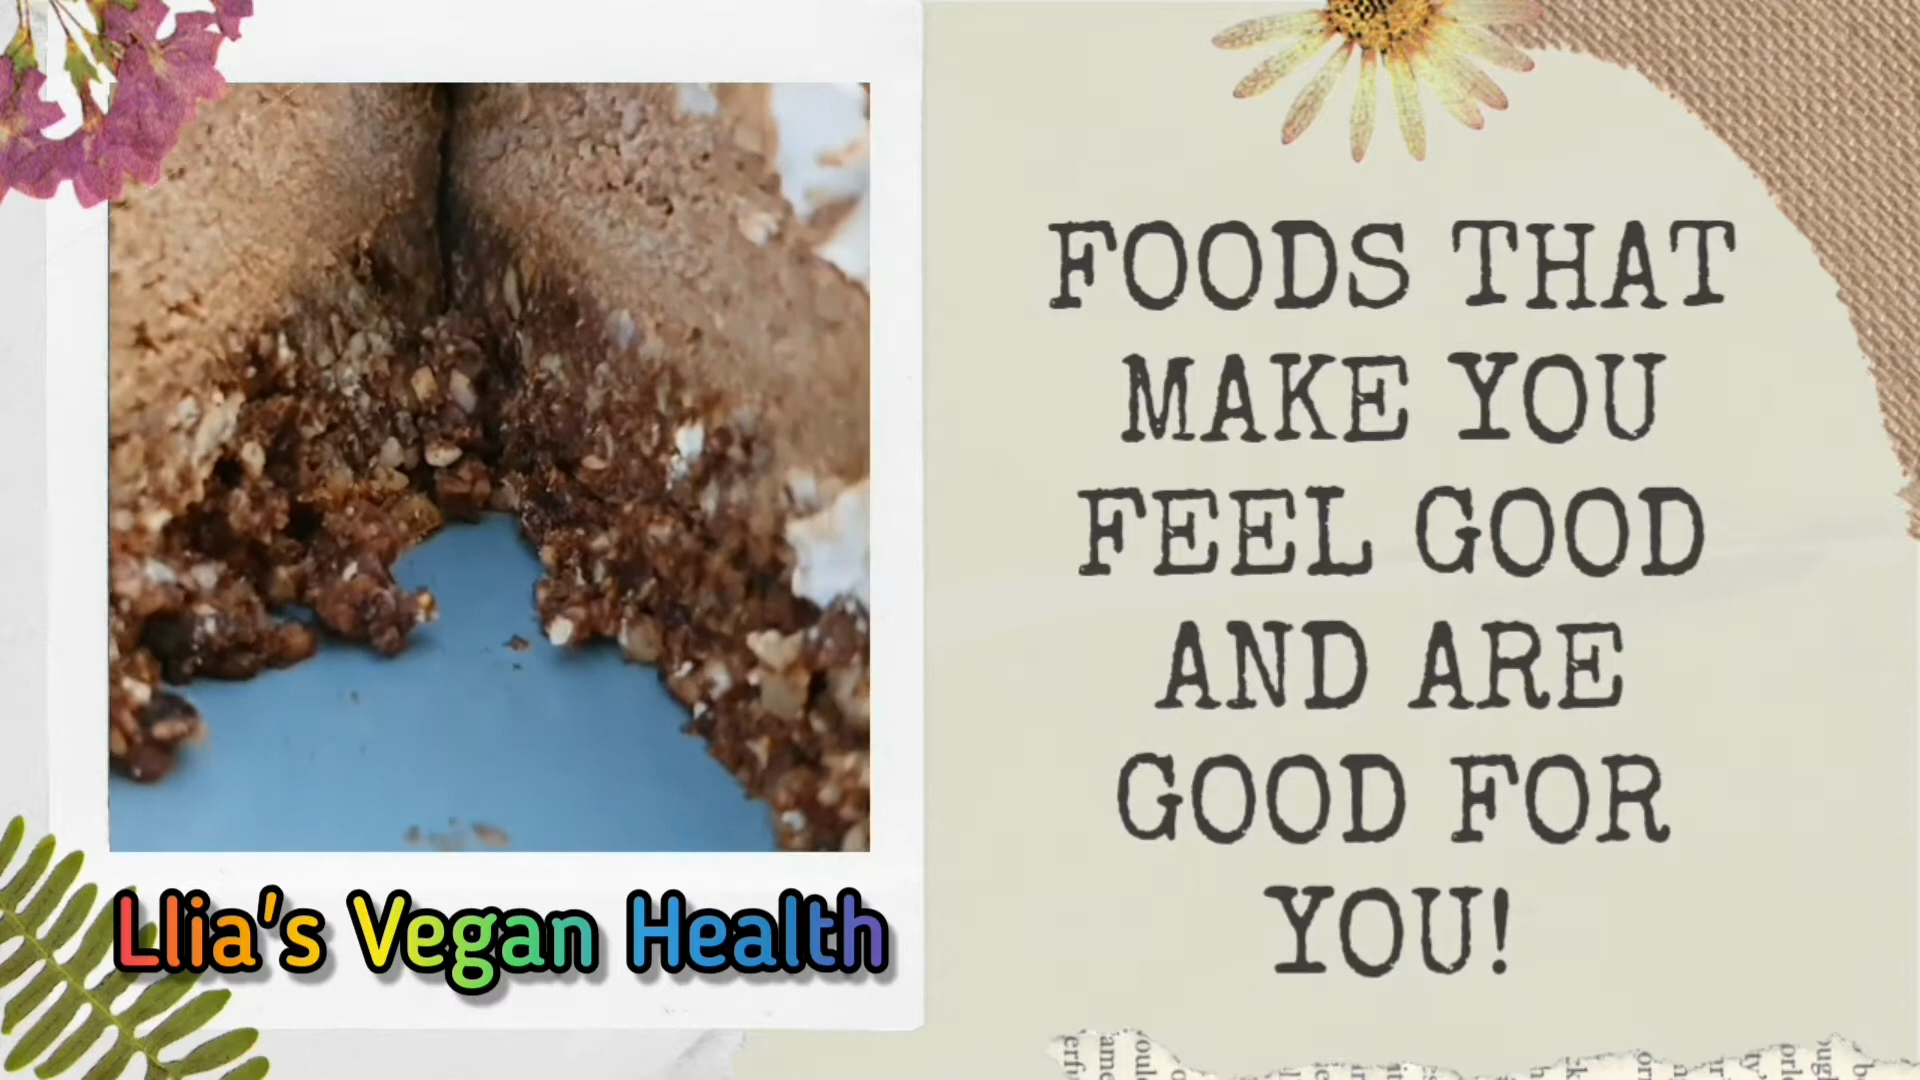 FOODS THAT
MAKE YOU
FEEL GOOD
AND ARE
GOOD FOR
YOU!
Llia's Vegan Health